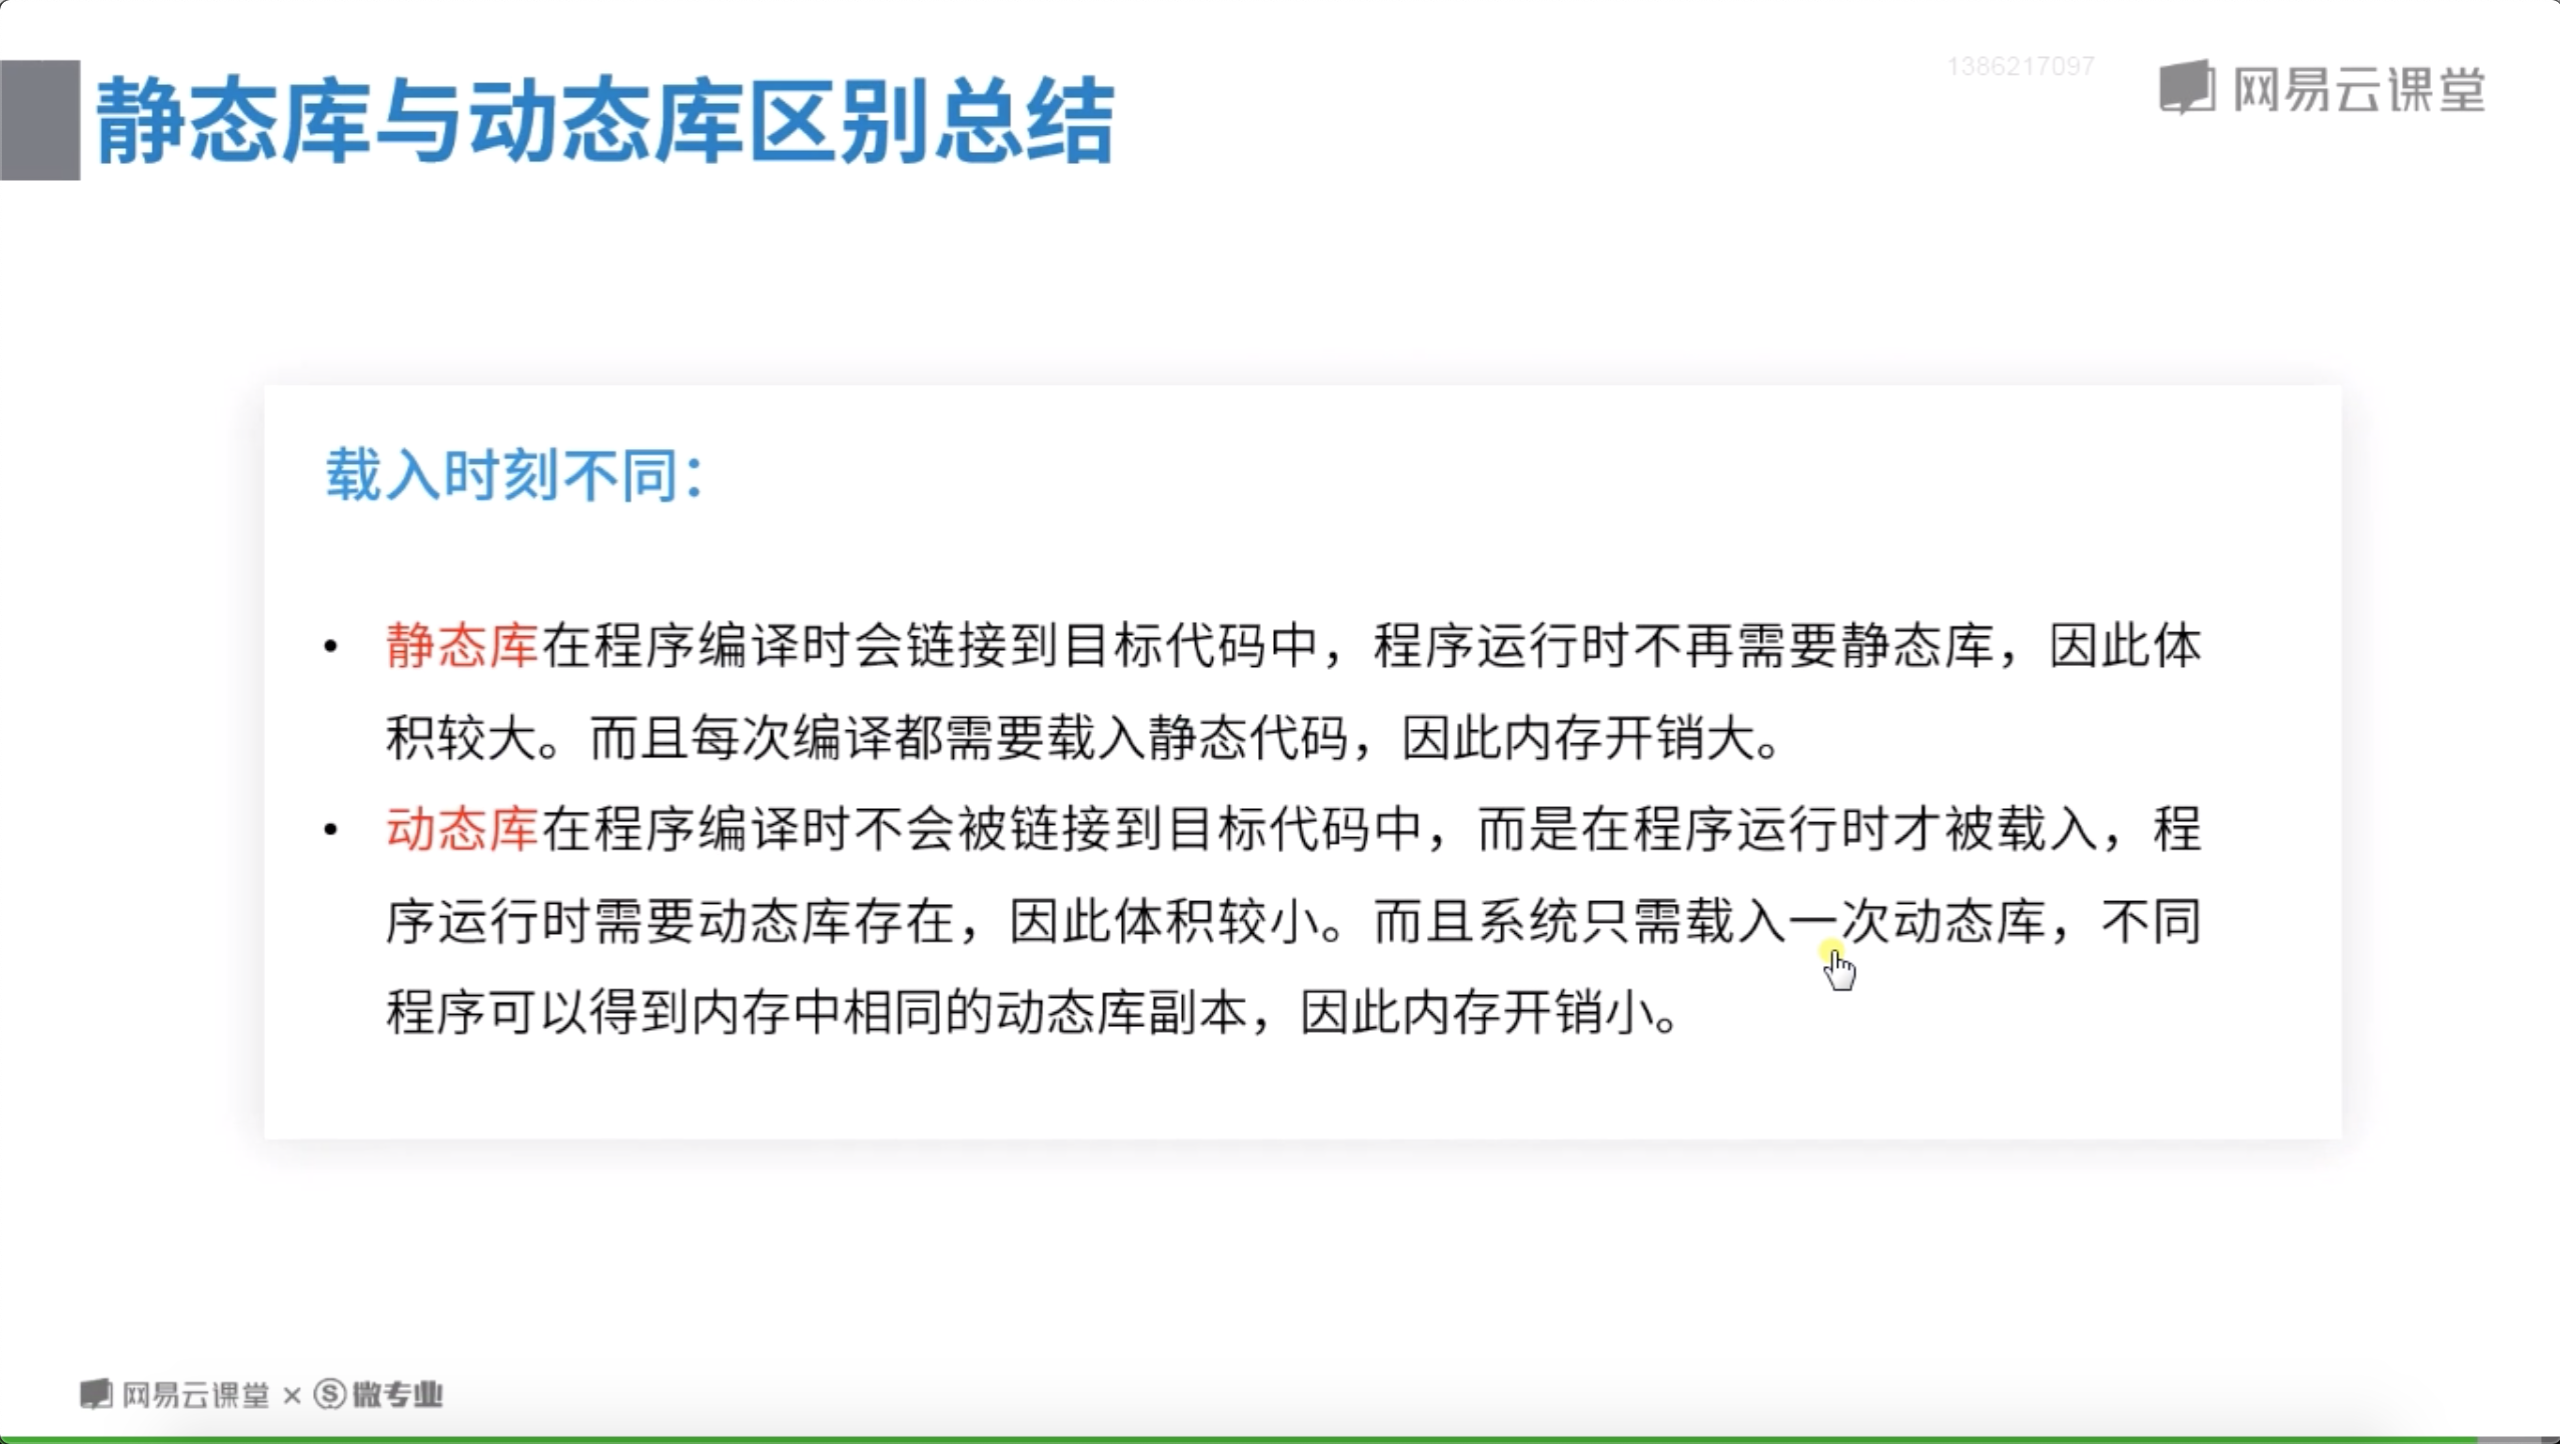 1386217097
网易云课堂
静态库与动态库区别总结
载入时刻不同：
• 静态库在程序编译时会链接到目标代码中，程序运行时不再需要静态库，因此体
积较大。而且每次编译都需要载入静态代码，因此内存开销大。
• 动态库在程序编译时不会被链接到目标代码中，而是在程序运行时才被载入，程
序运行时需要动态库存在，因此体积较小。而且系统只需载入一次动态库，不同
程序可以得到内存中相同的动态库副本，因此内存开销小。
网易云课堂 × Ⓢ 微专业